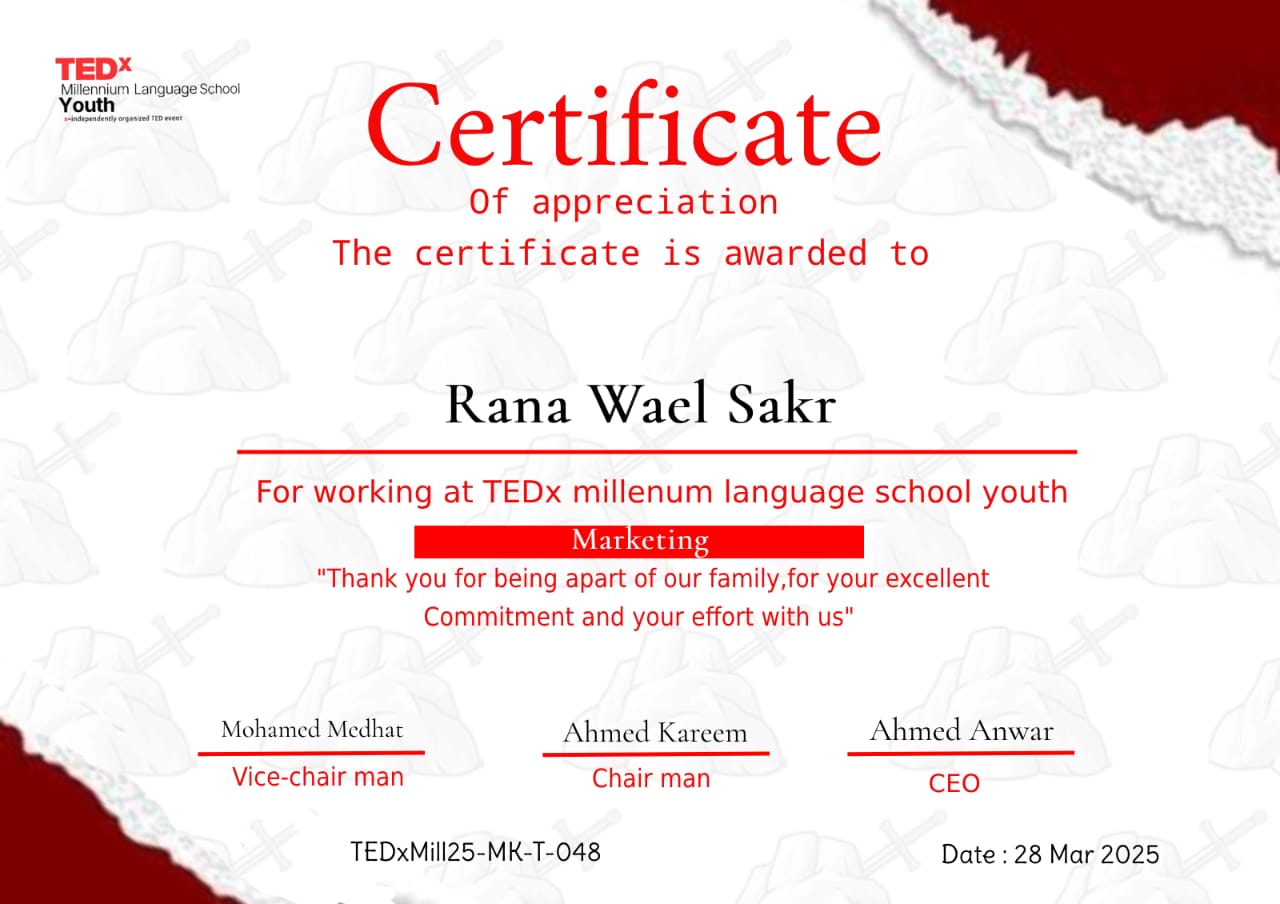 TEDx
Millennium Language School
Youth
x=independently organized TED event
Certificate
Of appreciation
The certificate is awarded to
Rana Wael Sakr
For working at TEDx millenum language school youth
Marketing
"Thank you for being apart of our family,for your excellent
Commitment and your effort with us"
Mohamed Medhat
Vice-chair man
Ahmed Kareem
Chair man
Ahmed Anwar
CEO
TEDxMill25-MK-T-048
Date : 28 Mar 2025